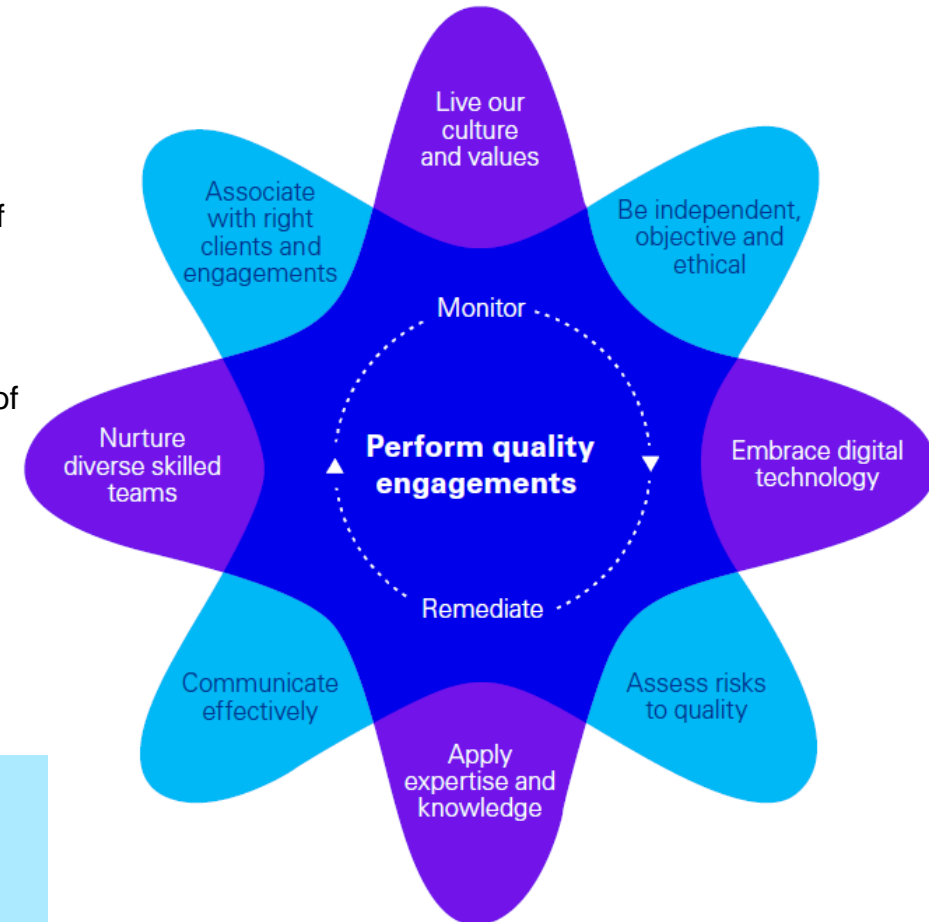 Live our
culture
and values
Associate
with right
clients and
engagements
Be independent,
objective and
ethical
Monitor
Nurture
diverse skilled
teams
Perform quality
engagements
Embrace digital
technology
Remediate
Communicate
effectively
Assess risks
to quality
Apply
expertise and
knowledge
of